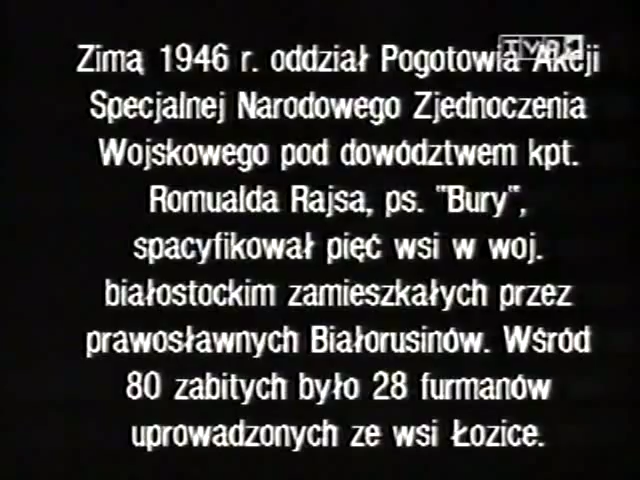 Zimą 1946 r. oddział Pogotowia Akcji
Specjalnej Narodowego Zjednoczenia
Wojskowego pod dowództwem kpt.
Romualda Rajsa, ps. "Bury",
spacyfikował pięć wsi w woj.
białostockim zamieszkałych przez
prawosławnych Białorusinów. Wśród
80 zabitych było 28 furmanów
uprowadzonych ze wsi Łozice.